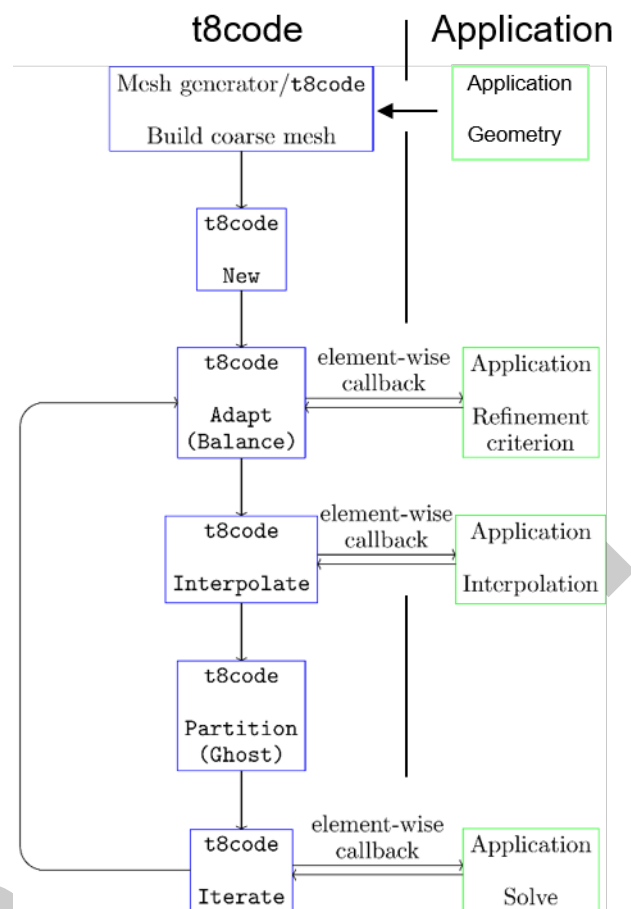 t8code
Application
Mesh generator/t8code
Build coarse mesh
Application
Geometry
t8code
New
t8code
Adapt
(Balance)
element-wise
callback
Application
Refinement
criterion
t8code
Interpolate
element-wise
callback
Application
Interpolation
t8code
Partition
(Ghost)
t8code
Iterate
element-wise
callback
Application
Solve